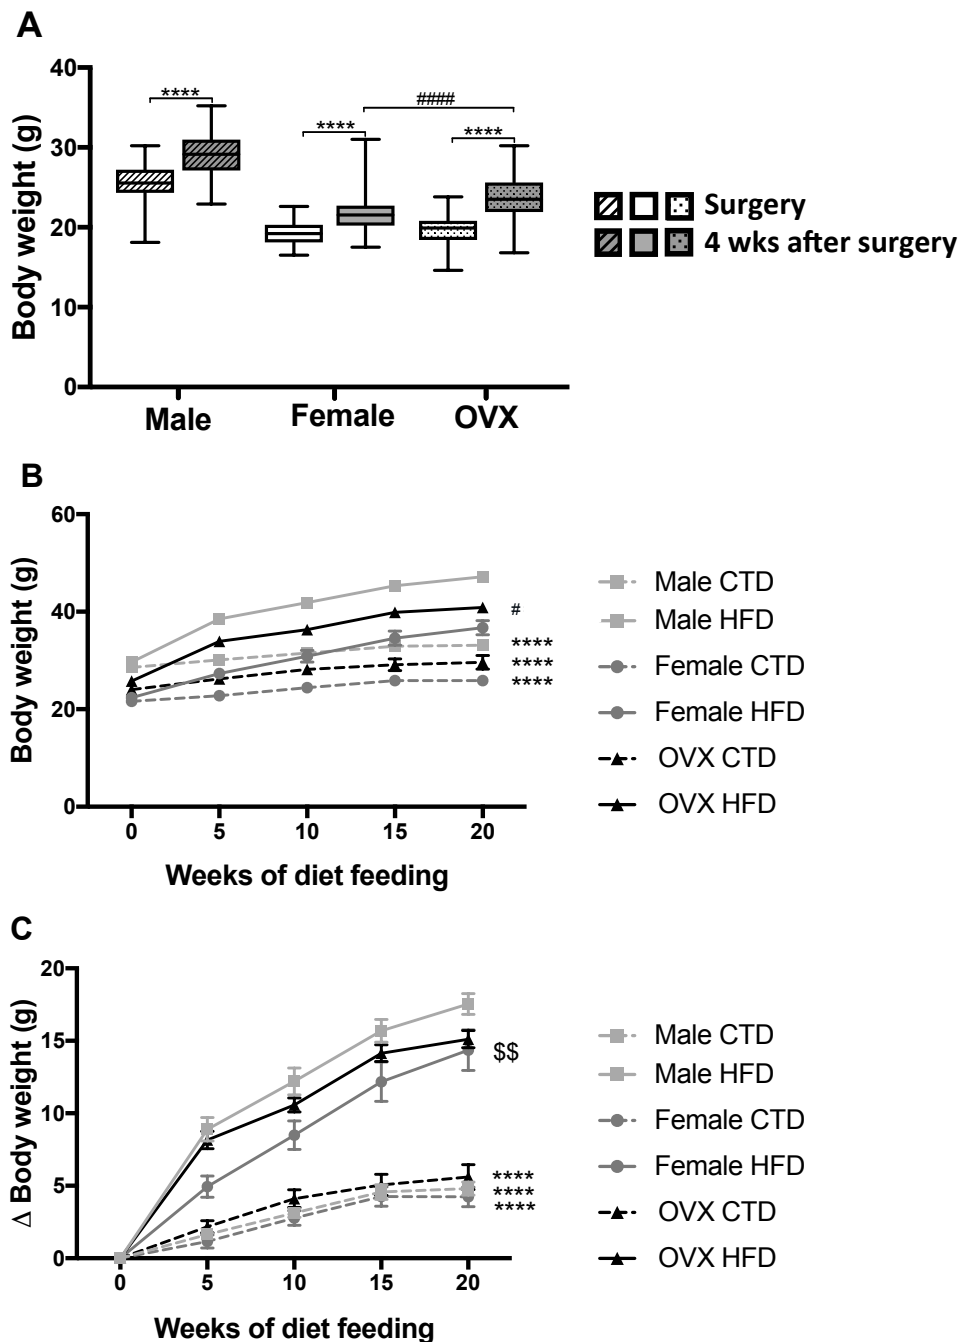 A
Body weight (g)
40
30
20
10
0
****
****
####
****
Male
Female
OVX
Surgery
4 wks after surgery
B
Body weight (g)
60
40
20
0
#
****
****
****
0 5 10 15 20
Weeks of diet feeding
Male CTD
Male HFD
Female CTD
Female HFD
OVX CTD
OVX HFD
C
Δ Body weight (g)
20
15
10
5
0
$$
****
****
****
0 5 10 15 20
Weeks of diet feeding
Male CTD
Male HFD
Female CTD
Female HFD
OVX CTD
OVX HFD